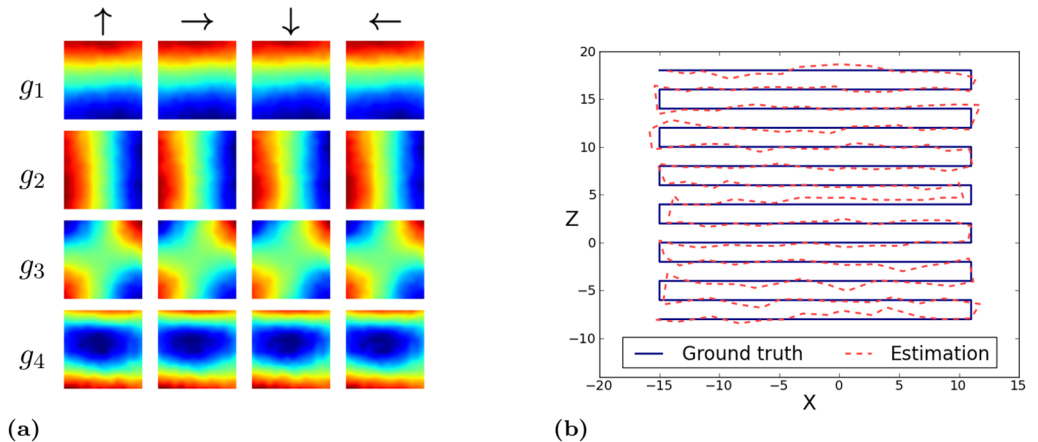 ↑ → ↓ ←
g1
g2
g3
g4
(a)
20
15
10
5
0
−5
−10
Z
−20 −15 −10 −5 0 5 10 15
X
Ground truth Estimation
(b)